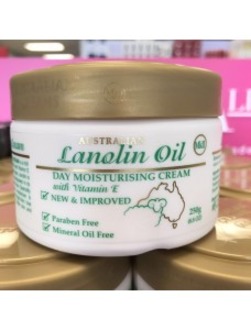 AUSTRALIAN
Lanolin Oil
DAY MOISTURISING CREAM
with Vitamin E
NEW & IMPROVED
Paraben Free
Mineral Oil Free
250g